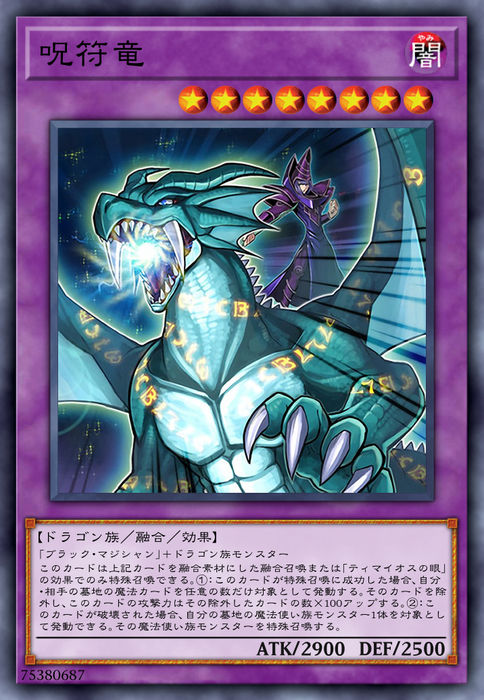 呪符竜
やみ
闇
【ドラゴン族／融合／効果】
「ブラック・マジシャン」＋ドラゴン族モンスター
このカードは上記カードを融合素材にした融合召喚または「ティマイオスの眼」
の効果でのみ特殊召喚できる。①：このカードが特殊召喚に成功した場合、自分
・相手の墓地の魔法カードを任意の数だけ対象として発動する。そのカードを除
外し、このカードの攻撃力はその除外したカードの数×100アップする。②：こ
のカードが破壊された場合、自分の墓地の魔法使い族モンスター1体を対象とし
て発動できる。その魔法使い族モンスターを特殊召喚する。
ATK/2900 DEF/2500
75380687